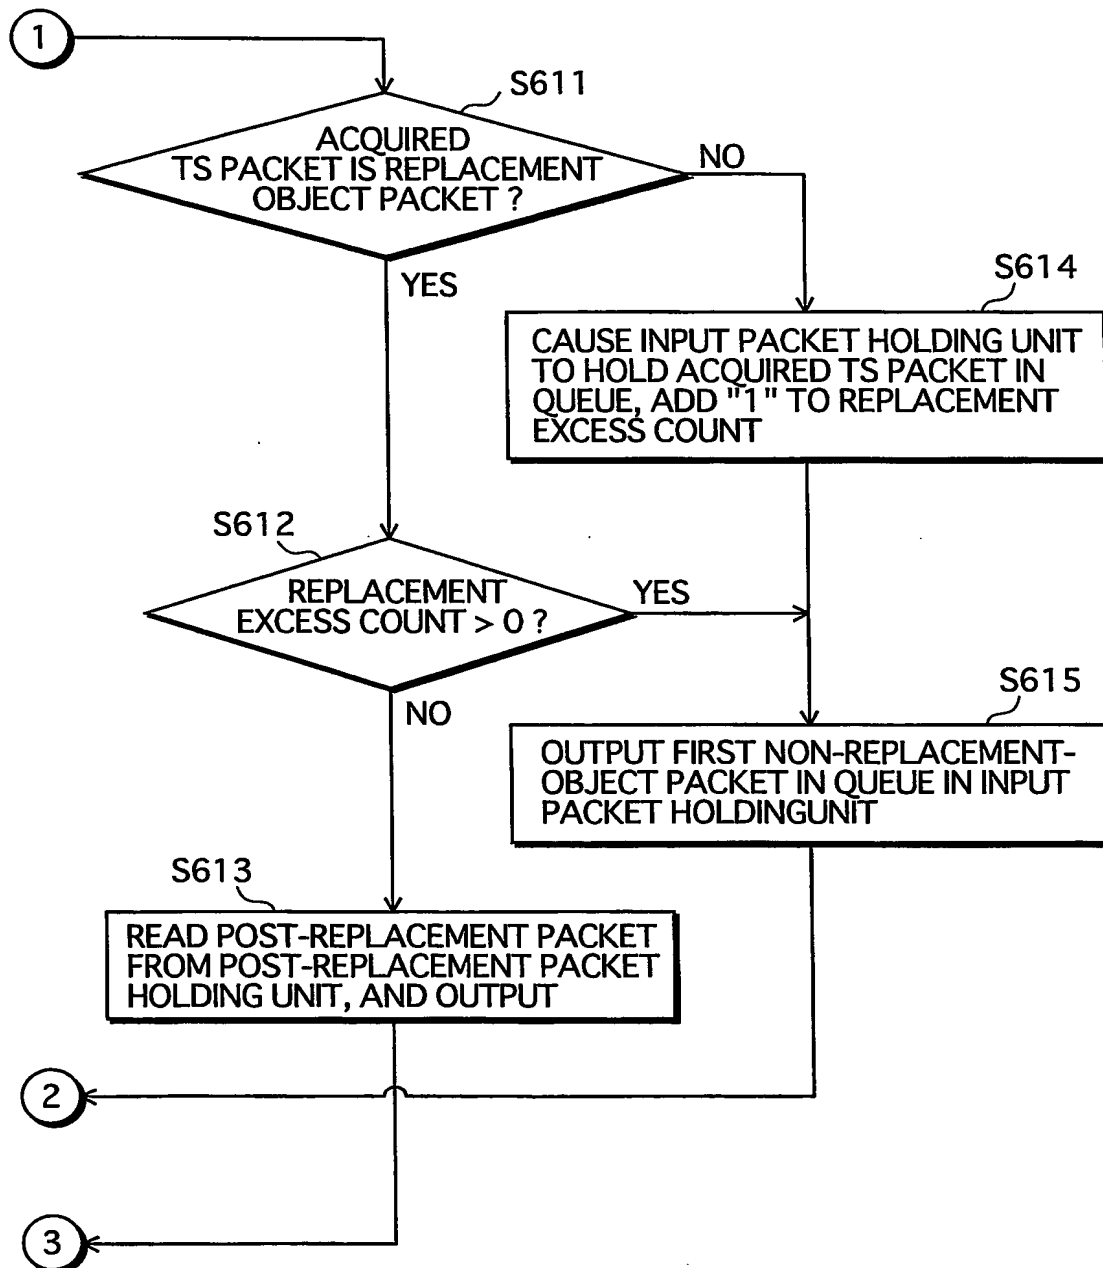 1
S611
ACQUIRED
TS PACKET IS REPLACEMENT
OBJECT PACKET ?
NO
YES
S614
CAUSE INPUT PACKET HOLDING UNIT
TO HOLD ACQUIRED TS PACKET IN
QUEUE, ADD "1" TO REPLACEMENT
EXCESS COUNT
S612
REPLACEMENT
EXCESS COUNT > 0 ?
YES
NO
S615
OUTPUT FIRST NON-REPLACEMENT-
OBJECT PACKET IN QUEUE IN INPUT
PACKET HOLDINGUNIT
S613
READ POST-REPLACEMENT PACKET
FROM POST-REPLACEMENT PACKET
HOLDING UNIT, AND OUTPUT
2
3